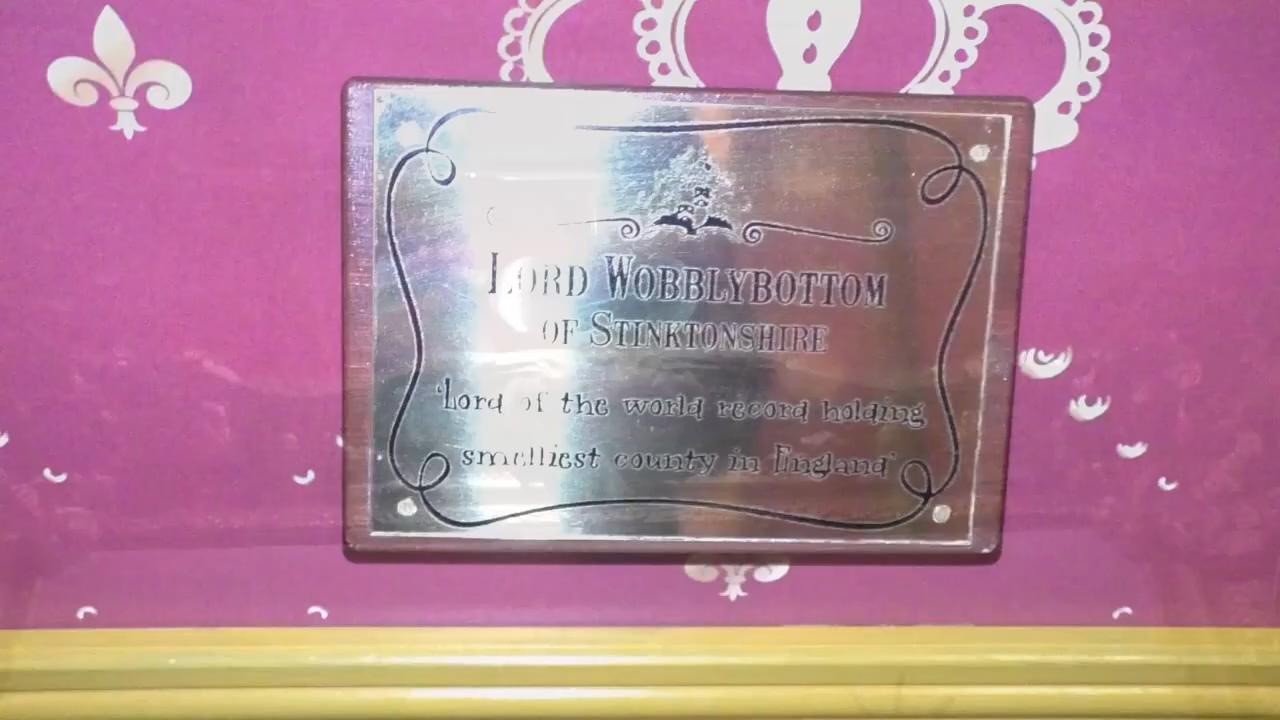 LORD WOBBLYBOTTOM
OF STINKTONSHIRE
'Lord of the world record holding
smelliest county in England'